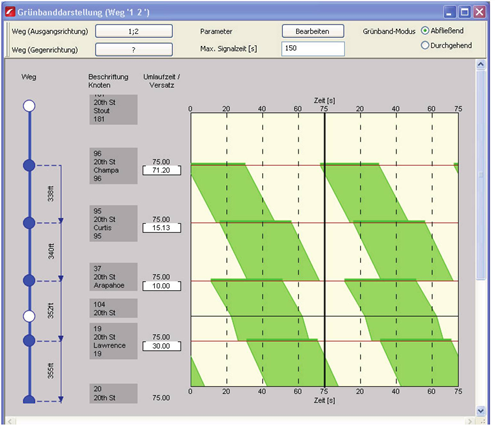 Grünbanddarstellung (Weg '1 2 ')
Weg (Ausgangsrichtung) 1;2 Parameter Bearbeiten Grünband-Modus Abfließend
Weg (Gegenrichtung) ? Max. Signalzeit [s] 150 Durchgehend
Weg Beschriftung Umlaufzeit /
Knoten Versatz Zeit [s]
0 20 40 60 75 20 40 60 75
20th St
Stout
181
96
20th St 75.00
Champa 71.20
96
338ft
95
20th St 75.00
Curtis 15.13
95
340ft
37
20th St 75.00
Arapahoe 10.00
352ft
104
20th St
19
20th St 75.00
Lawrence 30.00
19
355ft
20
20th St 75.00
0 20 40 60 75 20 40 60 75
Zeit [s]